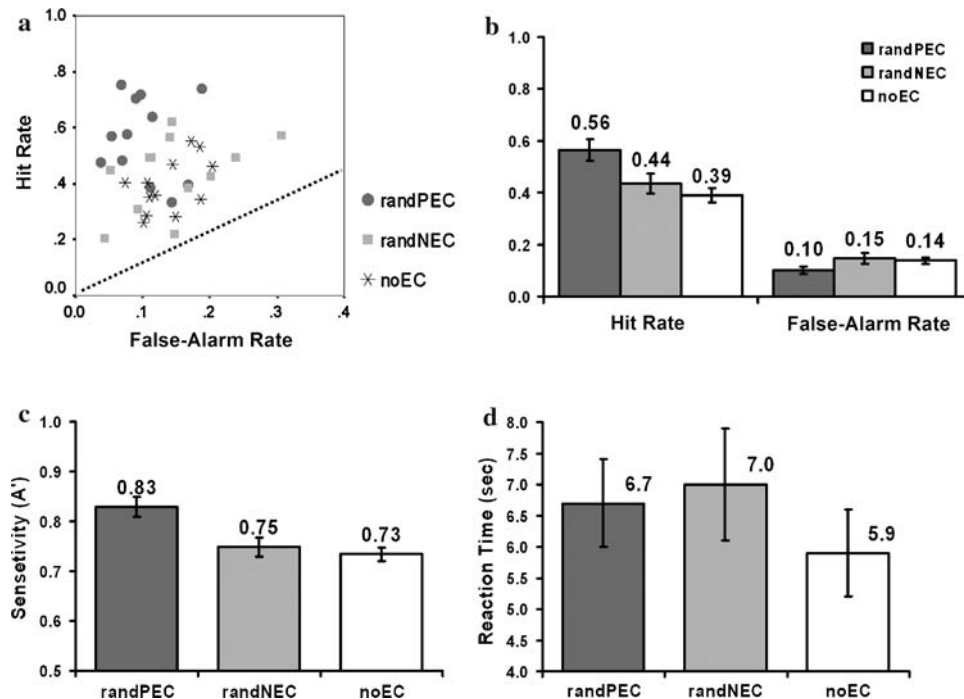 a
Hit Rate
1.0
.8
.6
.4
.2
0.0
0.0 .1 .2 .3 .4
False-Alarm Rate
randPEC
randNEC
noEC
b
1.0
0.8
0.6
0.4
0.2
0.0
randPEC
randNEC
noEC
0.56
0.44
0.39
0.10
0.15
0.14
Hit Rate False-Alarm Rate
c
Sensetivity (A')
1.0
0.9
0.8
0.7
0.6
0.5
0.83
0.75
0.73
randPEC randNEC noEC
d
Reaction Time (sec)
8.0
7.5
7.0
6.5
6.0
5.5
5.0
4.5
4.0
6.7
7.0
5.9
randPEC randNEC noEC